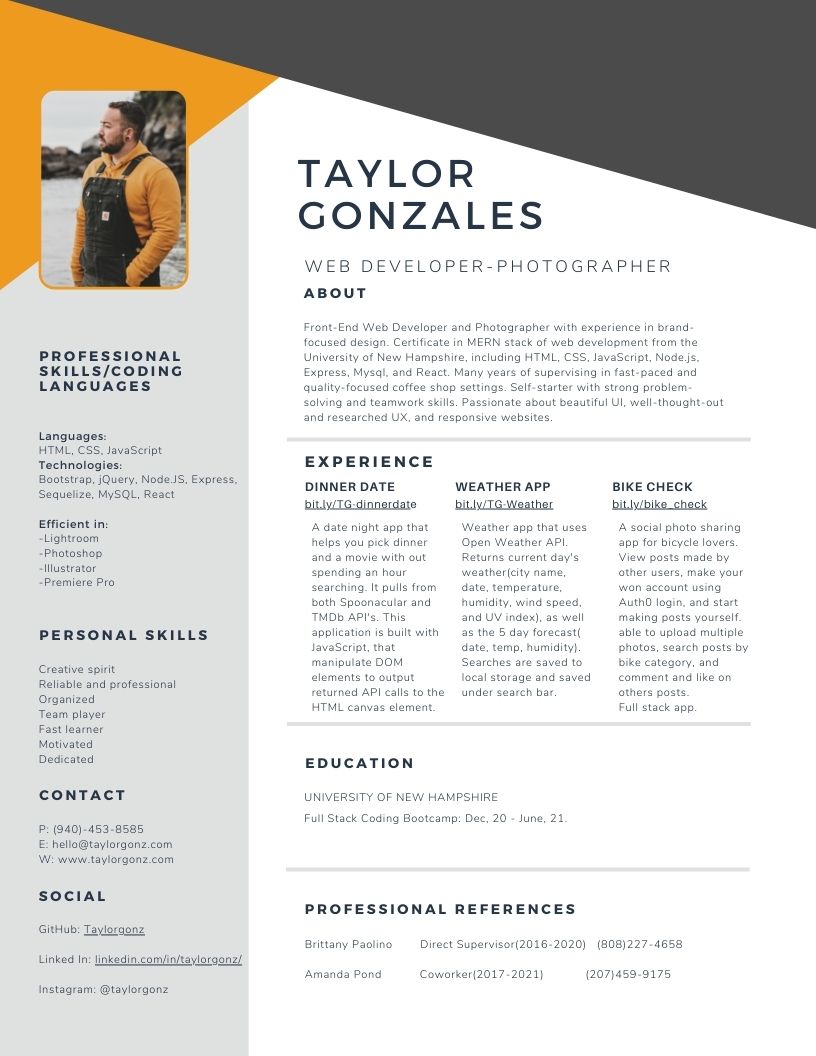 TAYLOR
GONZALES
WEB DEVELOPER-PHOTOGRAPHER
ABOUT
Front-End Web Developer and Photographer with experience in brand-
focused design. Certificate in MERN stack of web development from the
University of New Hampshire, including HTML, CSS, JavaScript, Node.js,
Express, Mysql, and React. Many years of supervising in fast-paced and
quality-focused coffee shop settings. Self-starter with strong problem-
solving and teamwork skills. Passionate about beautiful UI, well-thought-out
and researched UX, and responsive websites.
EXPERIENCE
DINNER DATE
bit.ly/TG-dinnerdate
A date night app that
helps you pick dinner
and a movie with out
spending an hour
searching. It pulls from
both Spoonacular and
TMDb API's. This
application is built with
JavaScript, that
manipulate DOM
elements to output
returned API calls to the
HTML canvas element.
WEATHER APP
bit.ly/TG-Weather
Weather app that uses
Open Weather API.
Returns current day's
weather(city name,
date, temperature,
humidity, wind speed,
and UV index), as well
as the 5 day forecast(
date, temp, humidity).
Searches are saved to
local storage and saved
under search bar.
BIKE CHECK
bit.ly/bike_check
A social photo sharing
app for bicycle lovers.
View posts made by
other users, make your
won account using
Auth0 login, and start
making posts yourself.
able to upload multiple
photos, search posts by
bike category, and
comment and like on
others posts.
Full stack app.
EDUCATION
UNIVERSITY OF NEW HAMPSHIRE
Full Stack Coding Bootcamp: Dec, 20 - June, 21.
PROFESSIONAL REFERENCES
Brittany Paolino Direct Supervisor(2016-2020) (808)227-4658
Amanda Pond Coworker(2017-2021) (207)459-9175
PROFESSIONAL
SKILLS/CODING
LANGUAGES
Languages:
HTML, CSS, JavaScript
Technologies:
Bootstrap, jQuery, Node.JS, Express,
Sequelize, MySQL, React
Efficient in:
-Lightroom
-Photoshop
-Illustrator
-Premiere Pro
PERSONAL SKILLS
Creative spirit
Reliable and professional
Organized
Team player
Fast learner
Motivated
Dedicated
CONTACT
P: (940)-453-8585
E: hello@taylorgonz.com
W: www.taylorgonz.com
SOCIAL
GitHub: Taylorgonz
Linked In: linkedin.com/in/taylorgonz/
Instagram: @taylorgonz